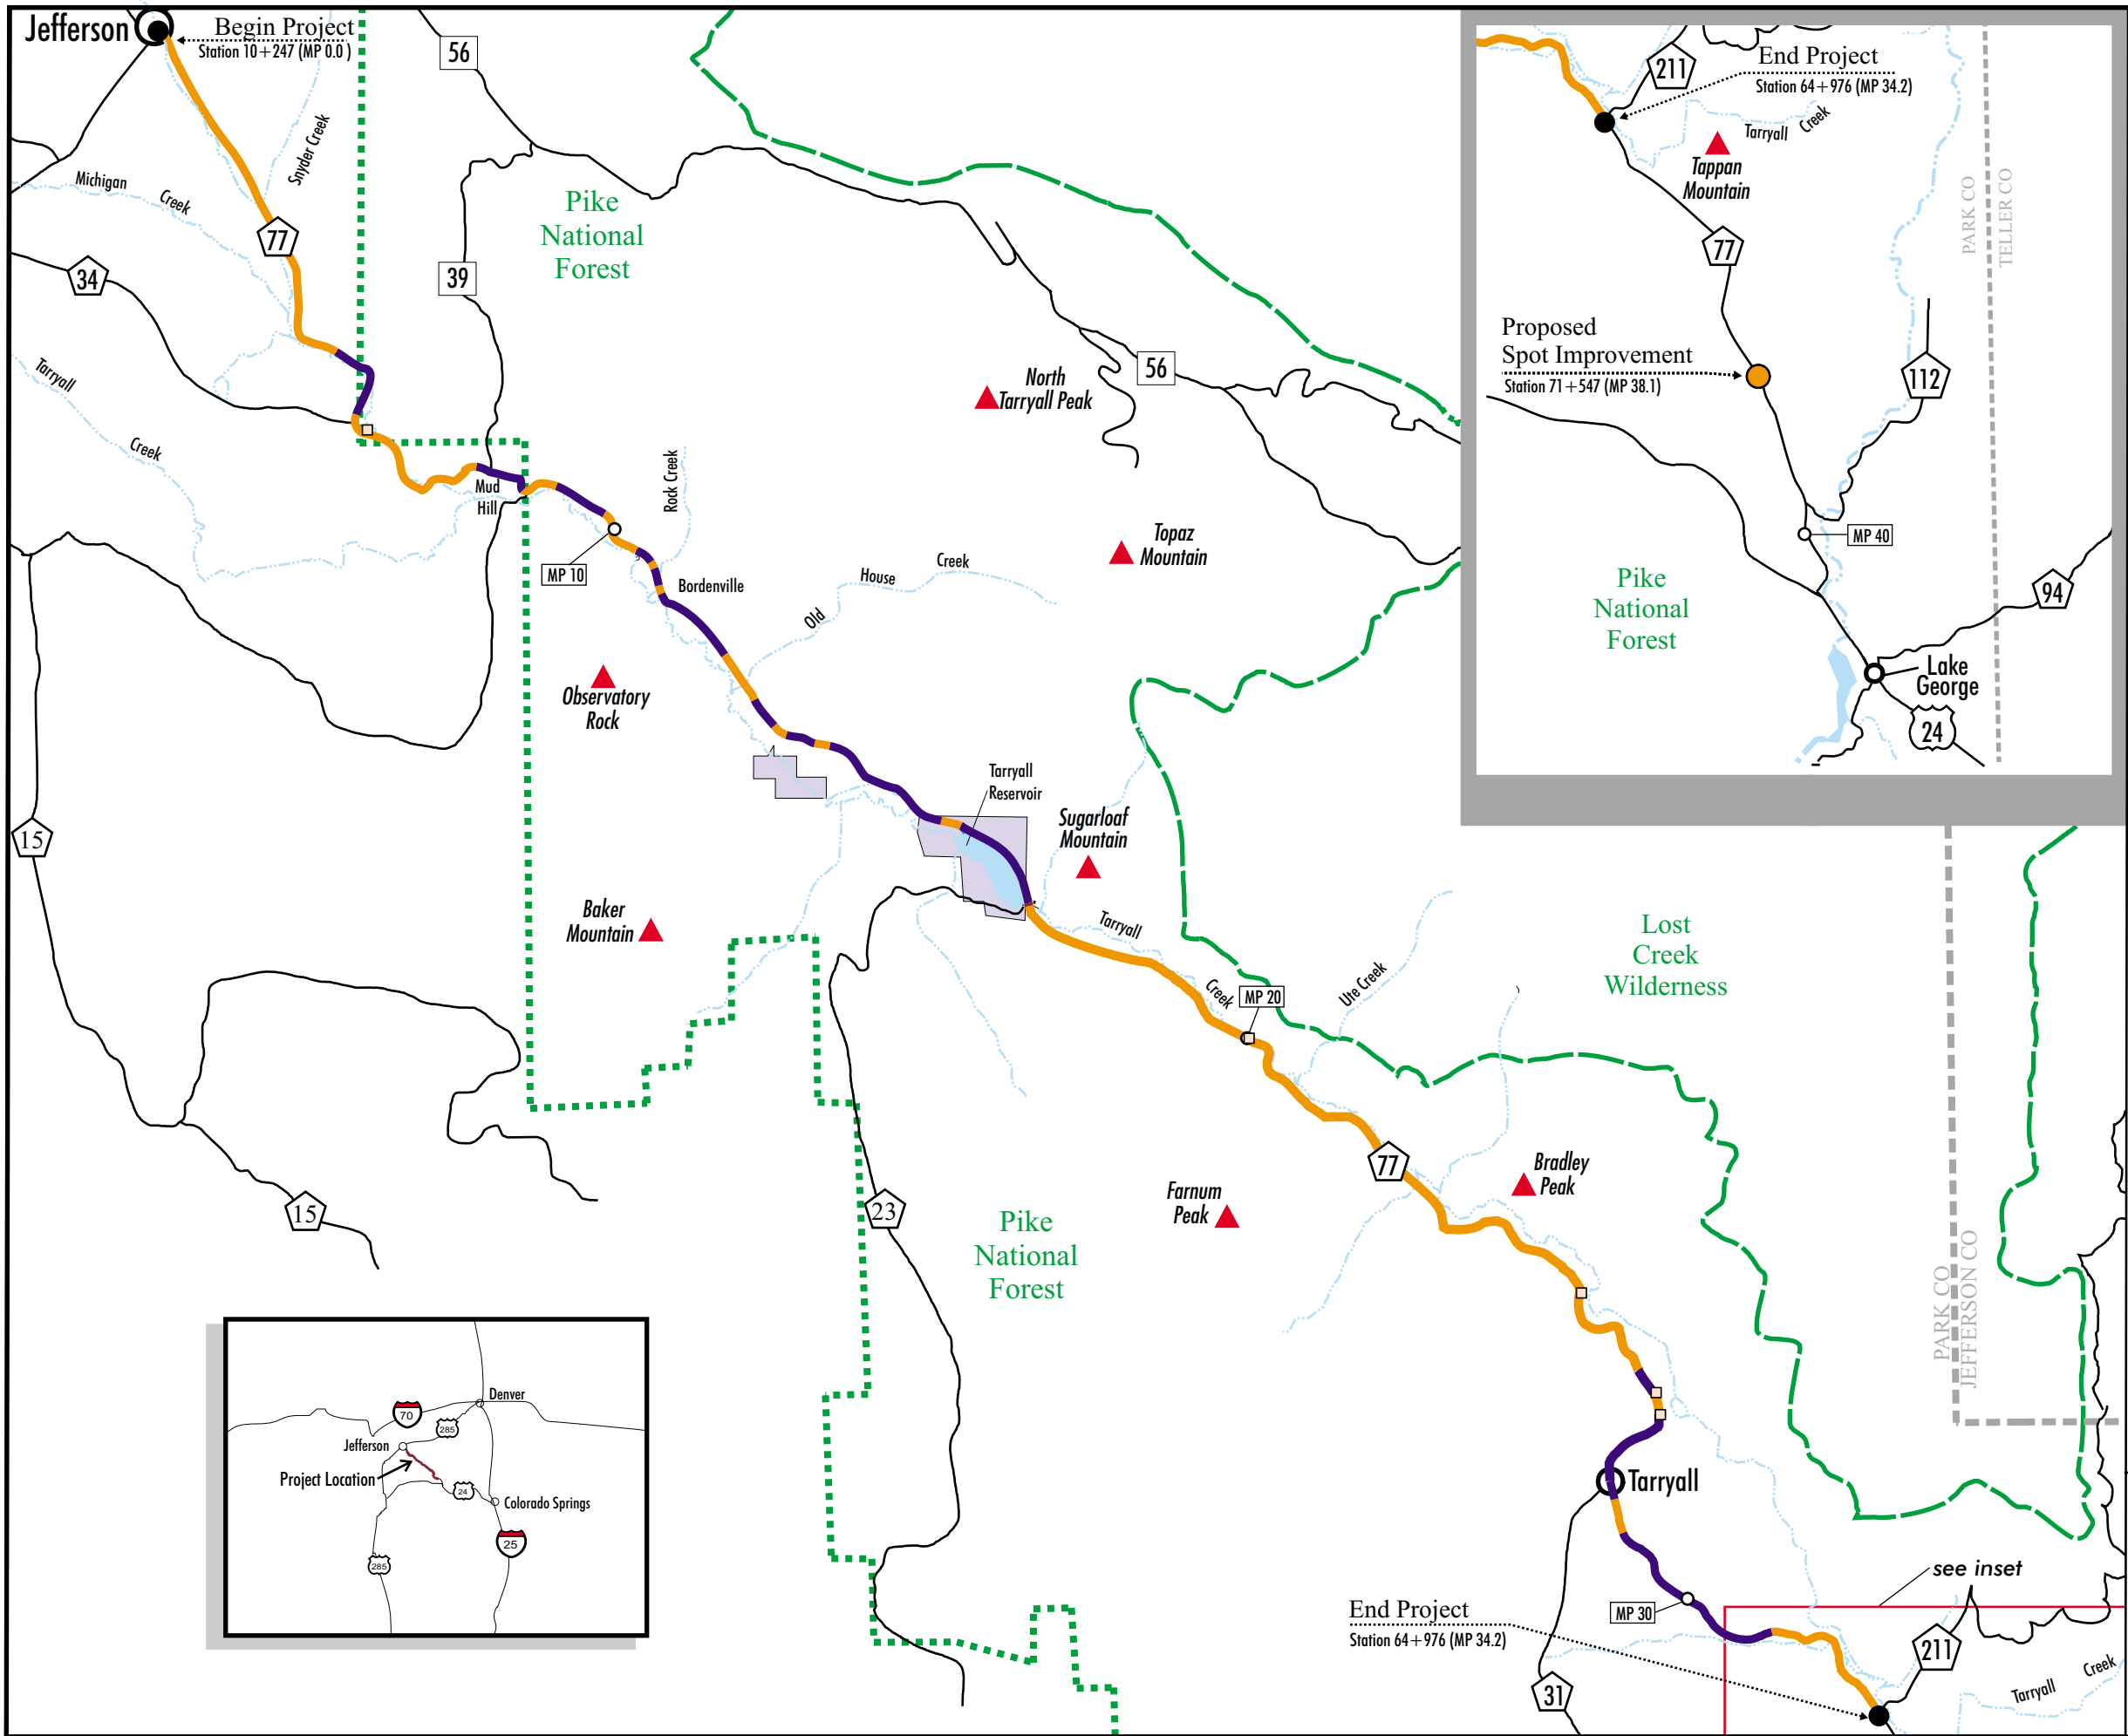 Jefferson
Begin Project
Station 10+247 (MP 0.0 )
56
Snyder Creek
Michigan
Creek
77
34
39
Pike
National
Forest
Tarryall
Creek
North
Tarryall Peak
56
Mud
Hill
Rock Creek
MP 10
Bordenville
Topaz
Mountain
House
Creek
Old
Observatory
Rock
Tarryall
Reservoir
Sugarloaf
Mountain
15
Baker
Mountain
Tarryall
Creek
MP 20
Ute Creek
Lost
Creek
Wilderness
77
Bradley
Peak
Farnum
Peak
15
23
Pike
National
Forest
PARK CO
JEFFERSON CO
Tarryall
see inset
End Project
Station 64+976 (MP 34.2)
MP 30
211
31
Tarryall
Creek
211
End Project
Station 64+976 (MP 34.2)
Tarryall
Creek
Tappan
Mountain
PARK CO
TELLER CO
77
Proposed
Spot Improvement
Station 71+547 (MP 38.1)
112
MP 40
Pike
National
Forest
94
Lake
George
24
Denver
70
285
Jefferson
Project Location
24
Colorado Springs
25
285